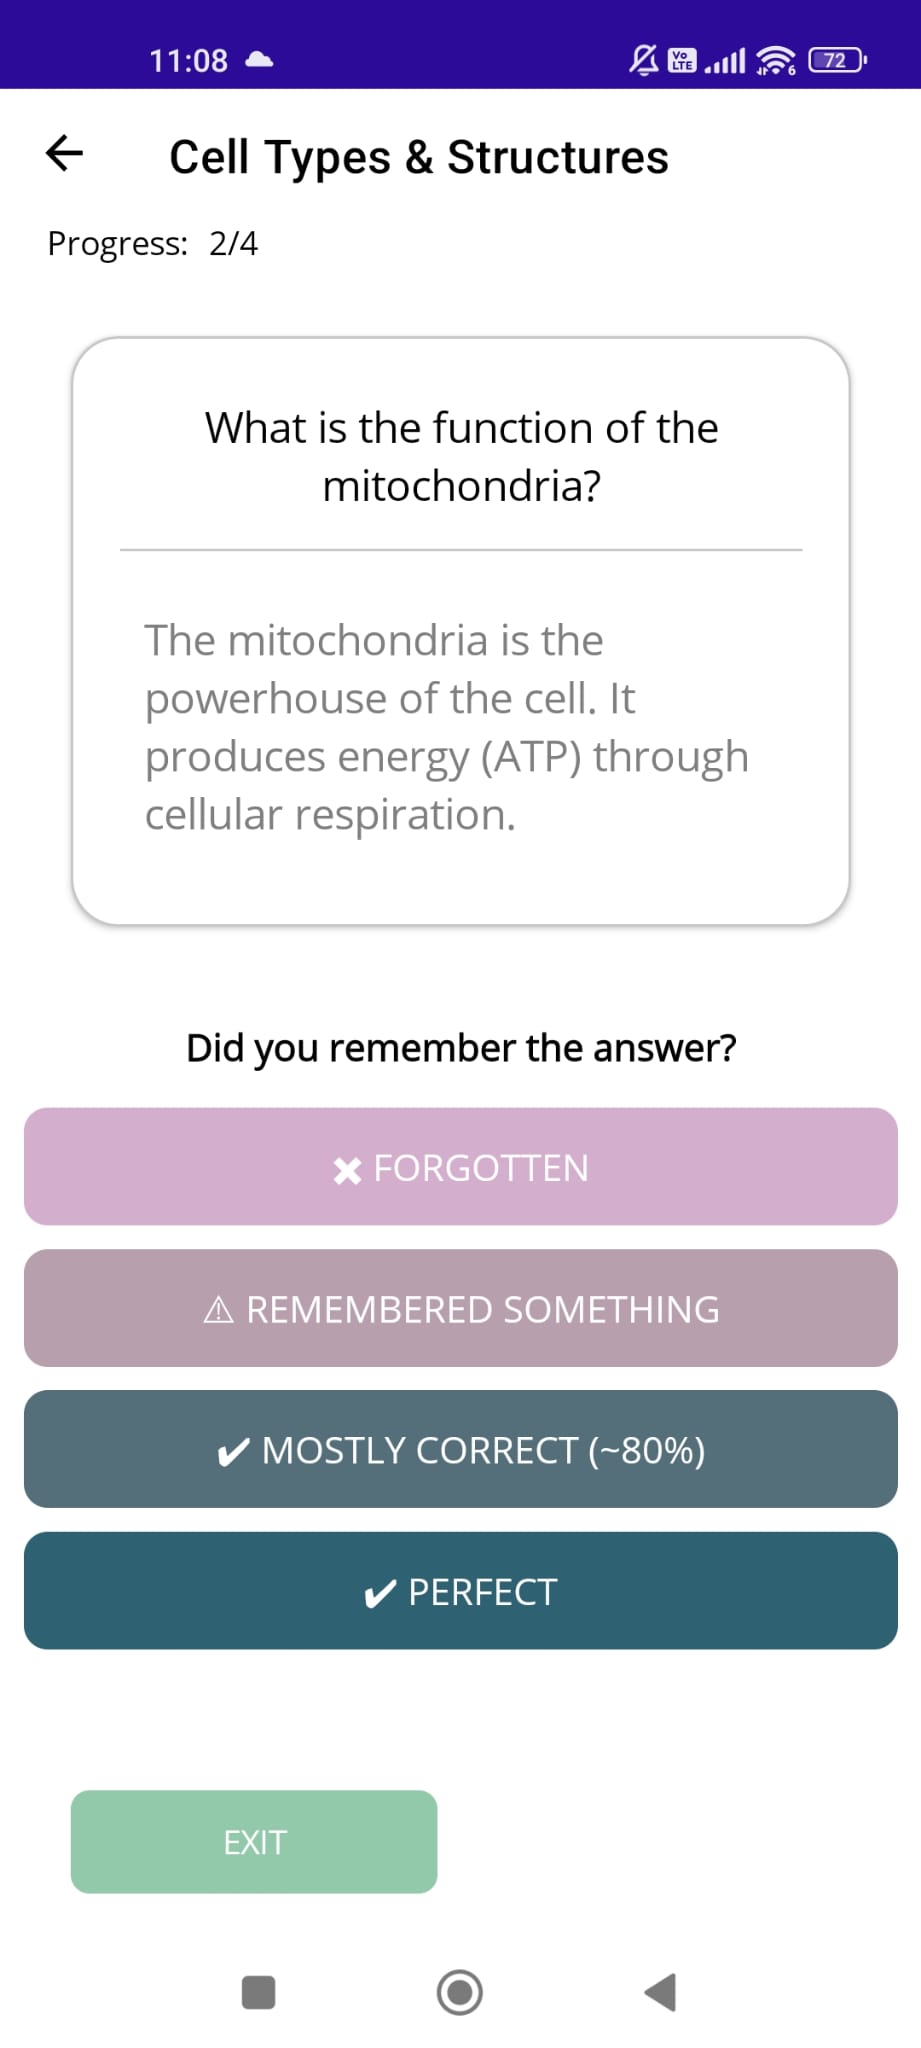 11:08
Vo
LTE
6
72
Cell Types & Structures
Progress: 2/4
What is the function of the
mitochondria?
The mitochondria is the
powerhouse of the cell. It
produces energy (ATP) through
cellular respiration.
Did you remember the answer?
✖ FORGOTTEN
⚠ REMEMBERED SOMETHING
✔ MOSTLY CORRECT (~80%)
✔ PERFECT
EXIT